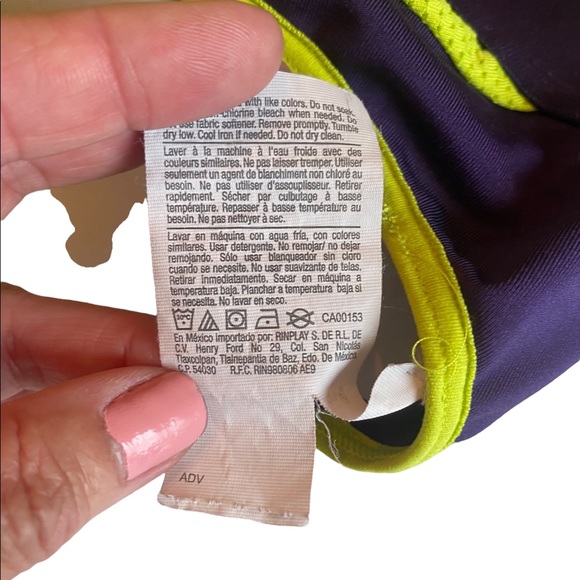 with like colors. Do not soak.
chlorine bleach when needed. Do
use fabric softener. Remove promptly. Tumble
dry low. Cool iron if needed. Do not dry clean.
Laver à la machine à l'eau froide avec des
couleurs similaires. Ne pas laisser tremper. Utiliser
seulement un agent de blanchiment non chloré au
besoin. Ne pas utiliser d'assouplisseur. Retirer
rapidement. Sécher par culbutage à basse
température. Repasser à basse température au
besoin. Ne pas nettoyer à sec.
Lavar en máquina con agua fría, con colores
similares. Usar detergente. No remojar/ no dejar
remojando. Sólo usar blanqueador sin cloro
cuando se necesite. No usar suavizante de telas.
Retirar inmediatamente. Secar en máquina a
temperatura baja. Planchar a temperatura baja si
se necesita. No lavar en seco.
CA00153
En México importado por: RINPLAY S. DE R.L. DE
C.V. Henry Ford No 29, Col. San Nicolás
Tlaxcolpan, Tlalnepantla de Baz, Edo. De México
C.P. 54030 R.F.C. RIN980806 AE9
ADV